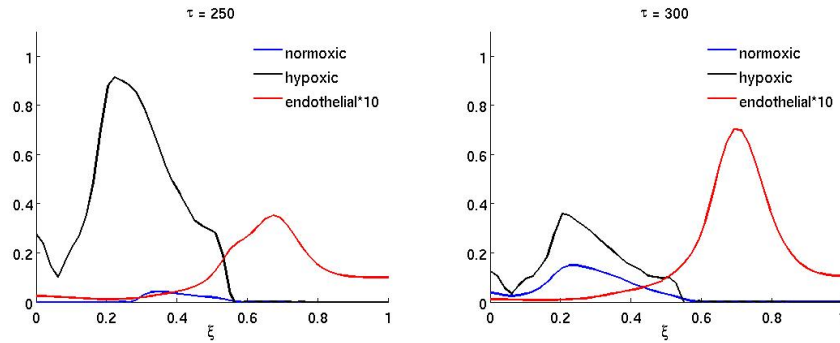 τ = 250
normoxic
hypoxic
endothelial*10
1
0.8
0.6
0.4
0.2
0
0 0.2 0.4 0.6 0.8 1
ξ
τ = 300
normoxic
hypoxic
endothelial*10
1
0.8
0.6
0.4
0.2
0
0 0.2 0.4 0.6 0.8 1
ξ